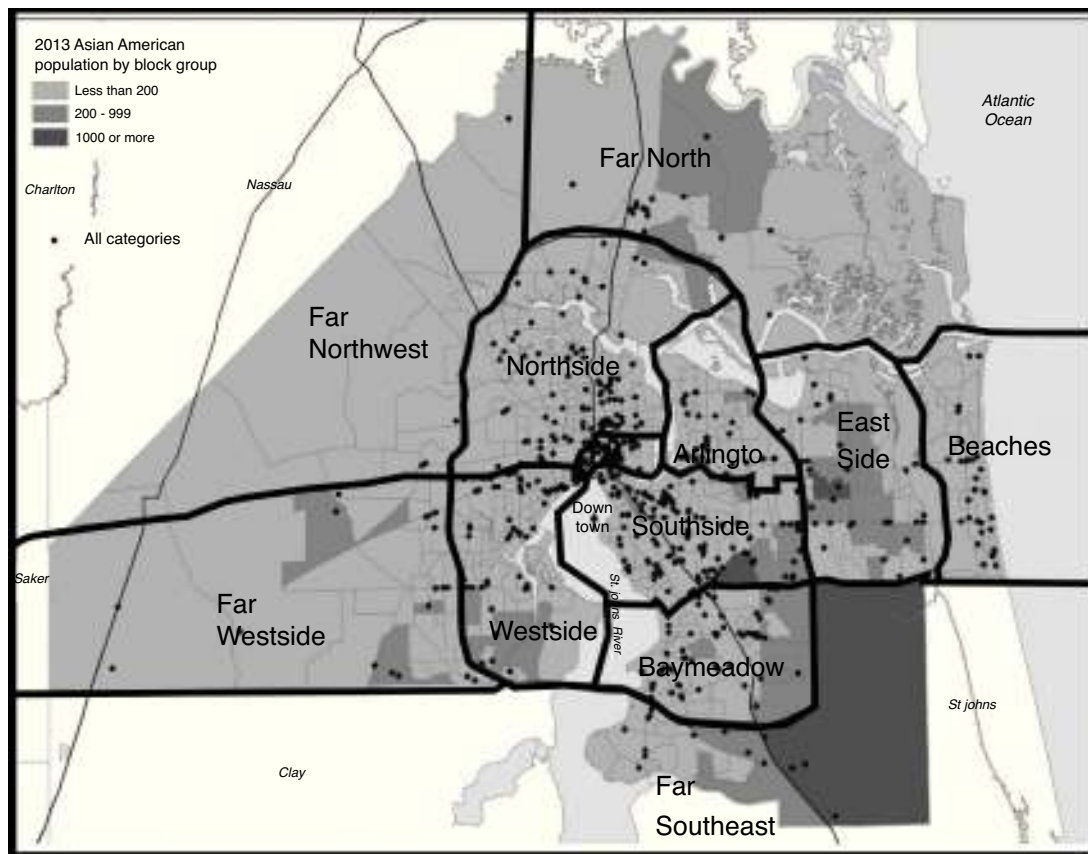 2013 Asian American
population by block group
Less than 200
200 - 999
1000 or more
Atlantic
Ocean
Far North
Charlton
Nassau
All categories
Far
Northwest
Northside
East
Side
Beaches
Arlingto
Down
town
Southside
Saker
St. johns River
Far
Westside
Westside
Baymeadow
St johns
Clay
Far
Southeast